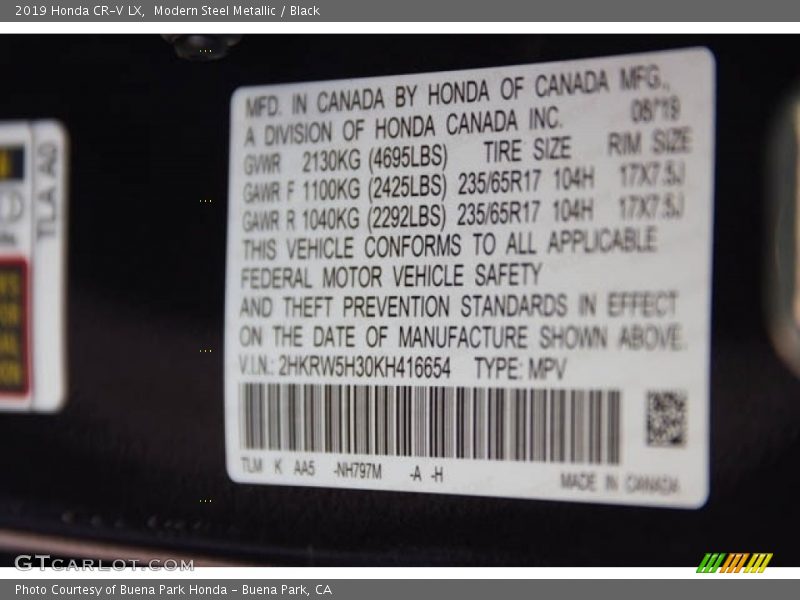 2019 Honda CR-V LX,  Modern Steel Metallic / Black
MFD. IN CANADA BY HONDA OF CANADA MFG.,
A DIVISION OF HONDA CANADA INC. 08/19
GVWR 2130KG (4695LBS) TIRE SIZE RIM SIZE
GAWR F 1100KG (2425LBS) 235/65R17 104H 17X7.5J
GAWR R 1040KG (2292LBS) 235/65R17 104H 17X7.5J
THIS VEHICLE CONFORMS TO ALL APPLICABLE
FEDERAL MOTOR VEHICLE SAFETY
AND THEFT PREVENTION STANDARDS IN EFFECT
ON THE DATE OF MANUFACTURE SHOWN ABOVE.
V.I.N.: 2HKRW5H30KH416654 TYPE: MPV
TLM K AA5 -NH797M -A -H
MADE IN CANADA
TLA A0
GTCARLOT.COM
Photo Courtesy of Buena Park Honda - Buena Park, CA